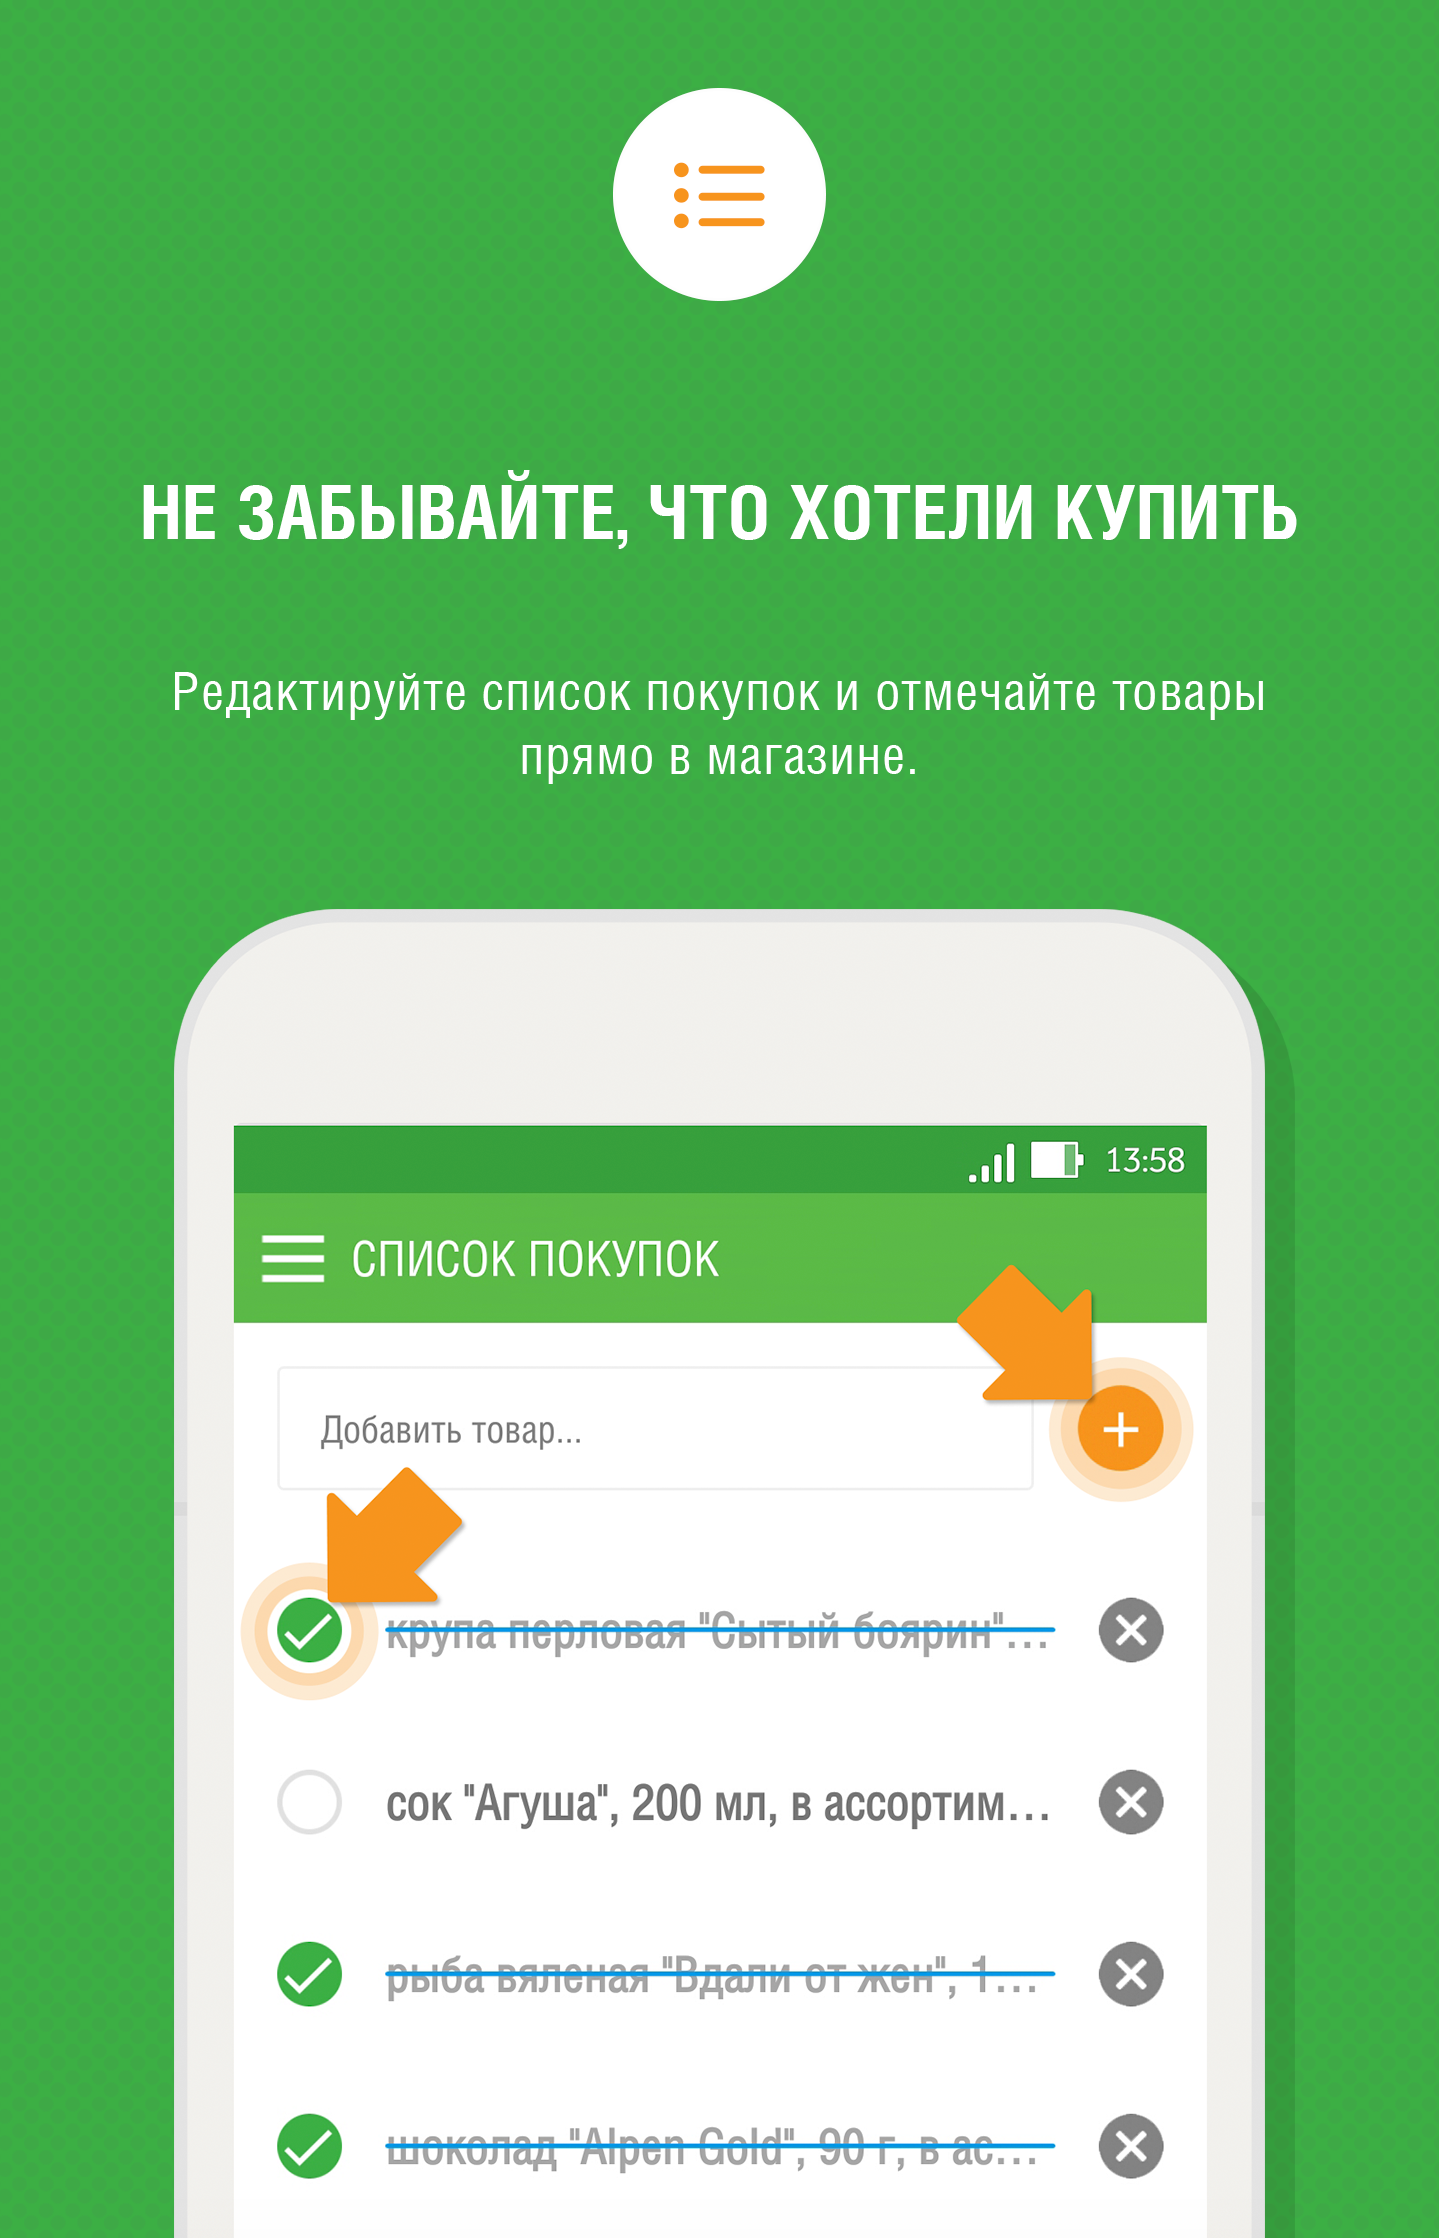 НЕ ЗАБЫВАЙТЕ, ЧТО ХОТЕЛИ КУПИТЬ
Редактируйте список покупок и отмечайте товары
прямо в магазине.
13:58
СПИСОК ПОКУПОК
Добавить товар...
крупа перловая "Сытый боярин"...
сок "Агуша", 200 мл, в ассортим...
рыба вяленая "Вдали от жен", 1...
шоколад "Alpen Gold", 90 г, в ас...